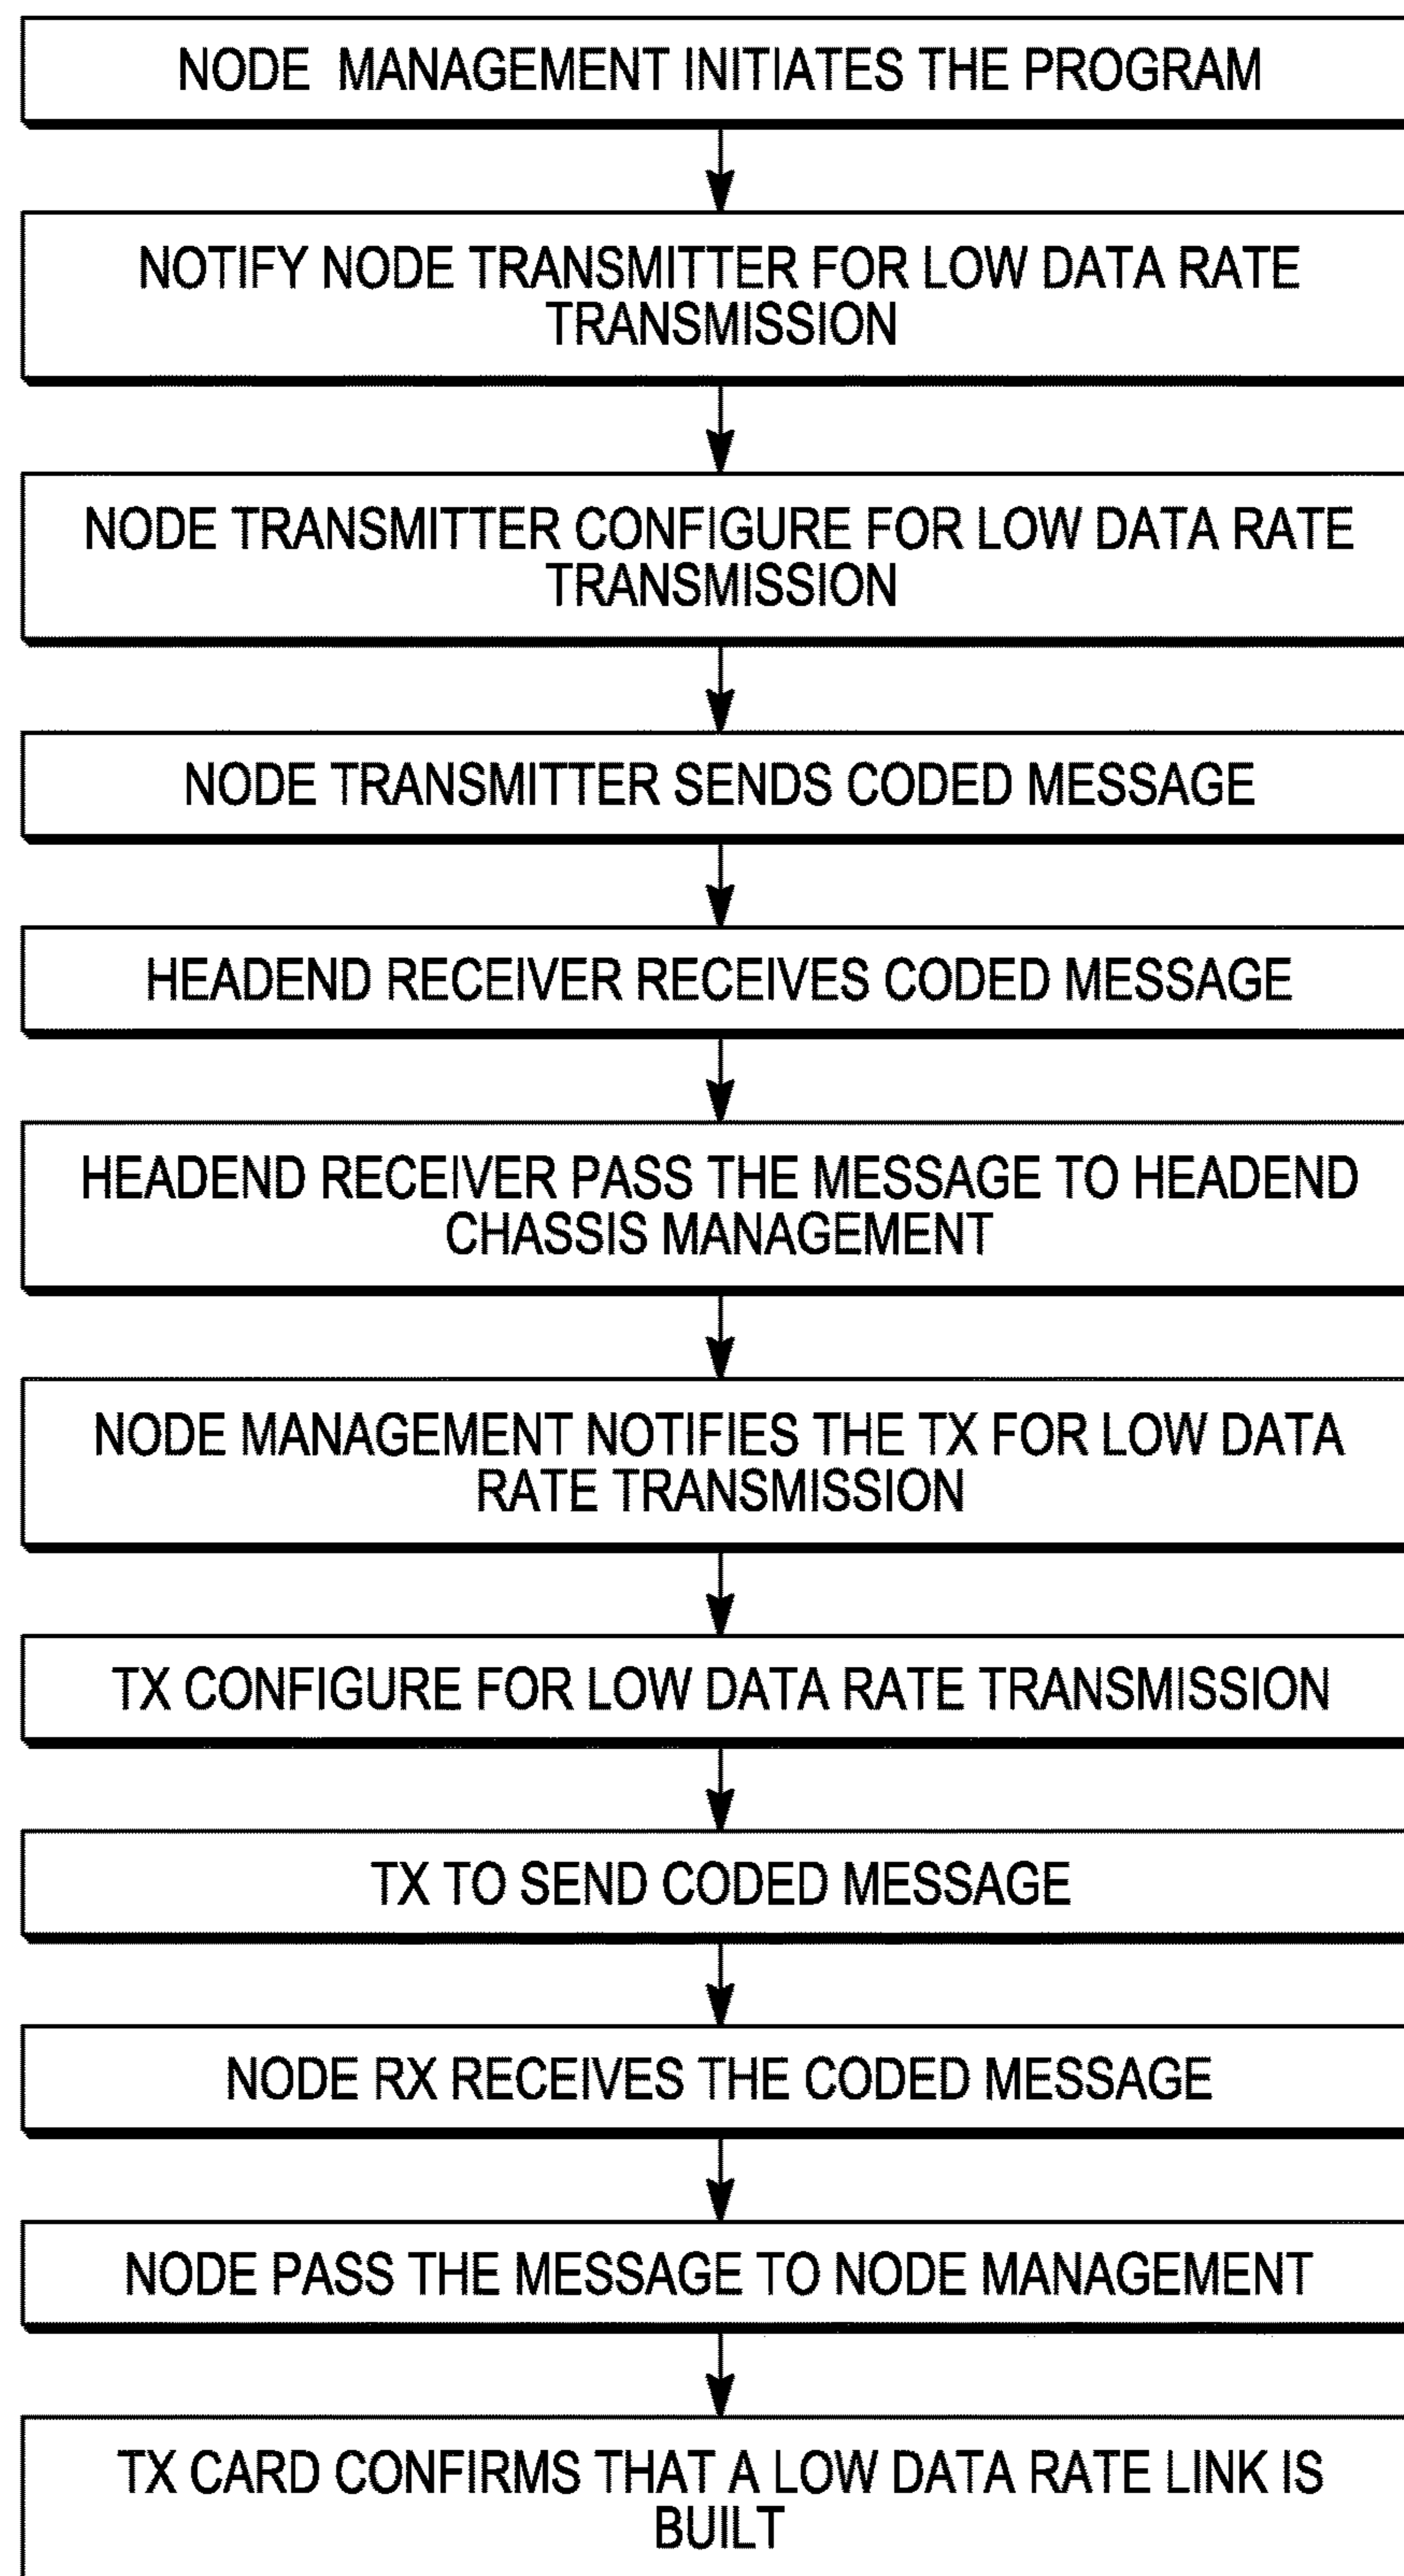 NODE MANAGEMENT INITIATES THE PROGRAM
NOTIFY NODE TRANSMITTER FOR LOW DATA RATE
TRANSMISSION
NODE TRANSMITTER CONFIGURE FOR LOW DATA RATE
TRANSMISSION
NODE TRANSMITTER SENDS CODED MESSAGE
HEADEND RECEIVER RECEIVES CODED MESSAGE
HEADEND RECEIVER PASS THE MESSAGE TO HEADEND
CHASSIS MANAGEMENT
NODE MANAGEMENT NOTIFIES THE TX FOR LOW DATA
RATE TRANSMISSION
TX CONFIGURE FOR LOW DATA RATE TRANSMISSION
TX TO SEND CODED MESSAGE
NODE RX RECEIVES THE CODED MESSAGE
NODE PASS THE MESSAGE TO NODE MANAGEMENT
TX CARD CONFIRMS THAT A LOW DATA RATE LINK IS
BUILT